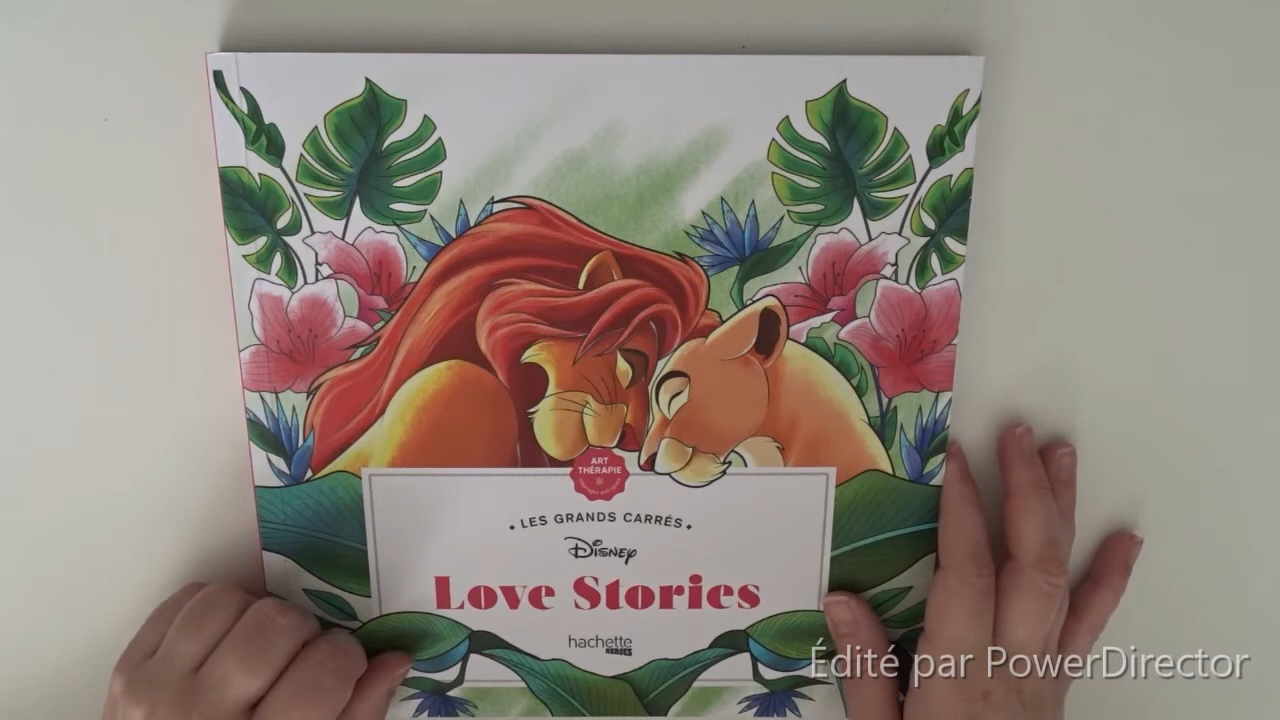 ART
THÉRAPIE
LES GRANDS CARRÉS
Disney
Love Stories
hachette
HEROES
Édité par PowerDirector